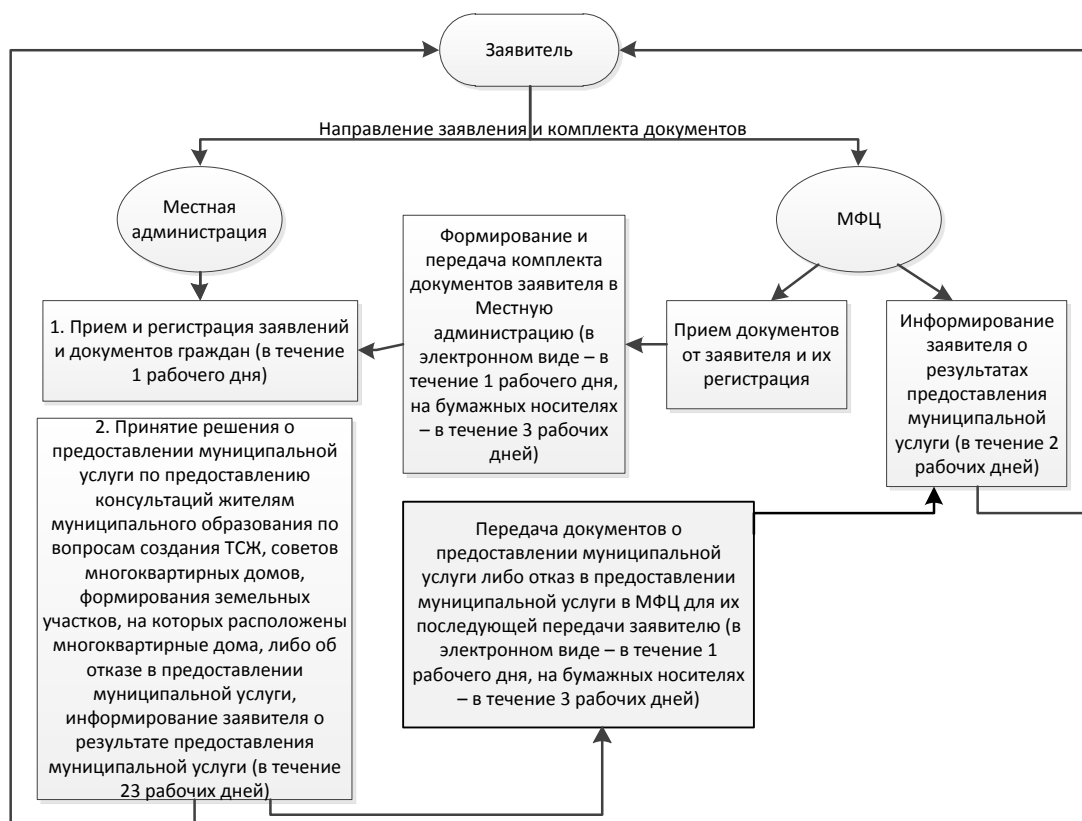 Заявитель
Направление заявления и комплекта документов
Местная
администрация
МФЦ
Формирование и
передача комплекта
документов заявителя в
Местную
администрацию (в
электронном виде – в
течение 1 рабочего дня,
на бумажных носителях
– в течение 3 рабочих
дней)
1. Прием и регистрация заявлений
и документов граждан (в течение
1 рабочего дня)
Прием документов
от заявителя и их
регистрация
Информирование
заявителя о
результатах
предоставления
муниципальной
услуги (в течение 2
рабочих дней)
2. Принятие решения о
предоставлении муниципальной
услуги по предоставлению
консультаций жителям
муниципального образования по
вопросам создания ТСЖ, советов
многоквартирных домов,
формирования земельных
участков, на которых расположены
многоквартирные дома, либо об
отказе в предоставлении
муниципальной услуги,
информирование заявителя о
результате предоставления
муниципальной услуги (в течение
23 рабочих дней)
Передача документов о
предоставлении муниципальной
услуги либо отказ в предоставлении
муниципальной услуги в МФЦ для их
последующей передачи заявителю (в
электронном виде – в течение 1
рабочего дня, на бумажных носителях
– в течение 3 рабочих дней)